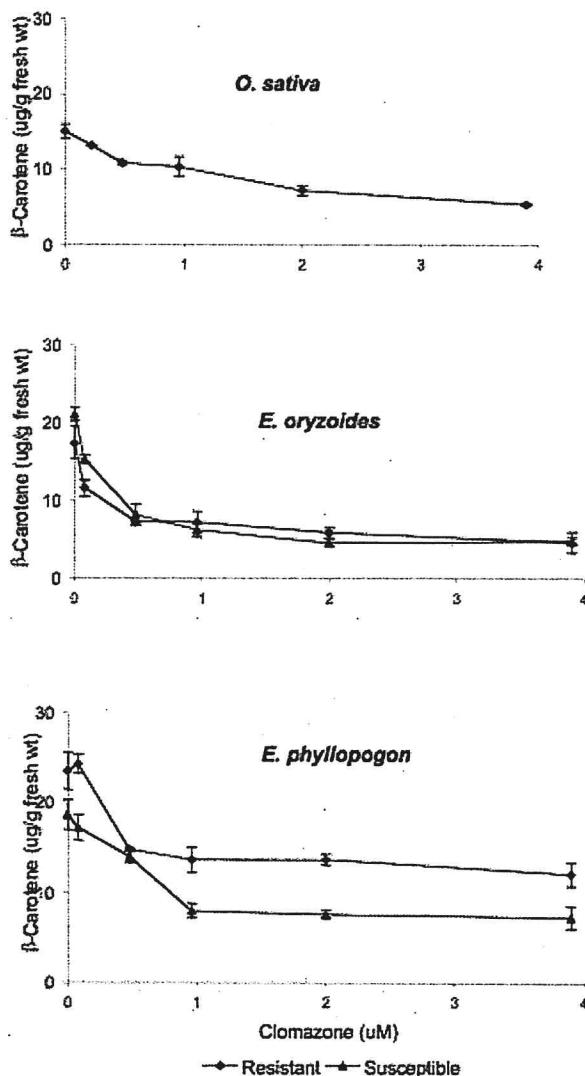 30
20
10
0
β-Carotene (ug/g fresh wt)
O. sativa
0 1 2 3 4
30
20
10
0
β-Carotene (ug/g fresh wt)
E. oryzoides
0 1 2 3 4
30
20
10
0
β-Carotene (ug/g fresh wt)
E. phyllopogon
0 1 2 3 4
Clomazone (uM)
Resistant Susceptible